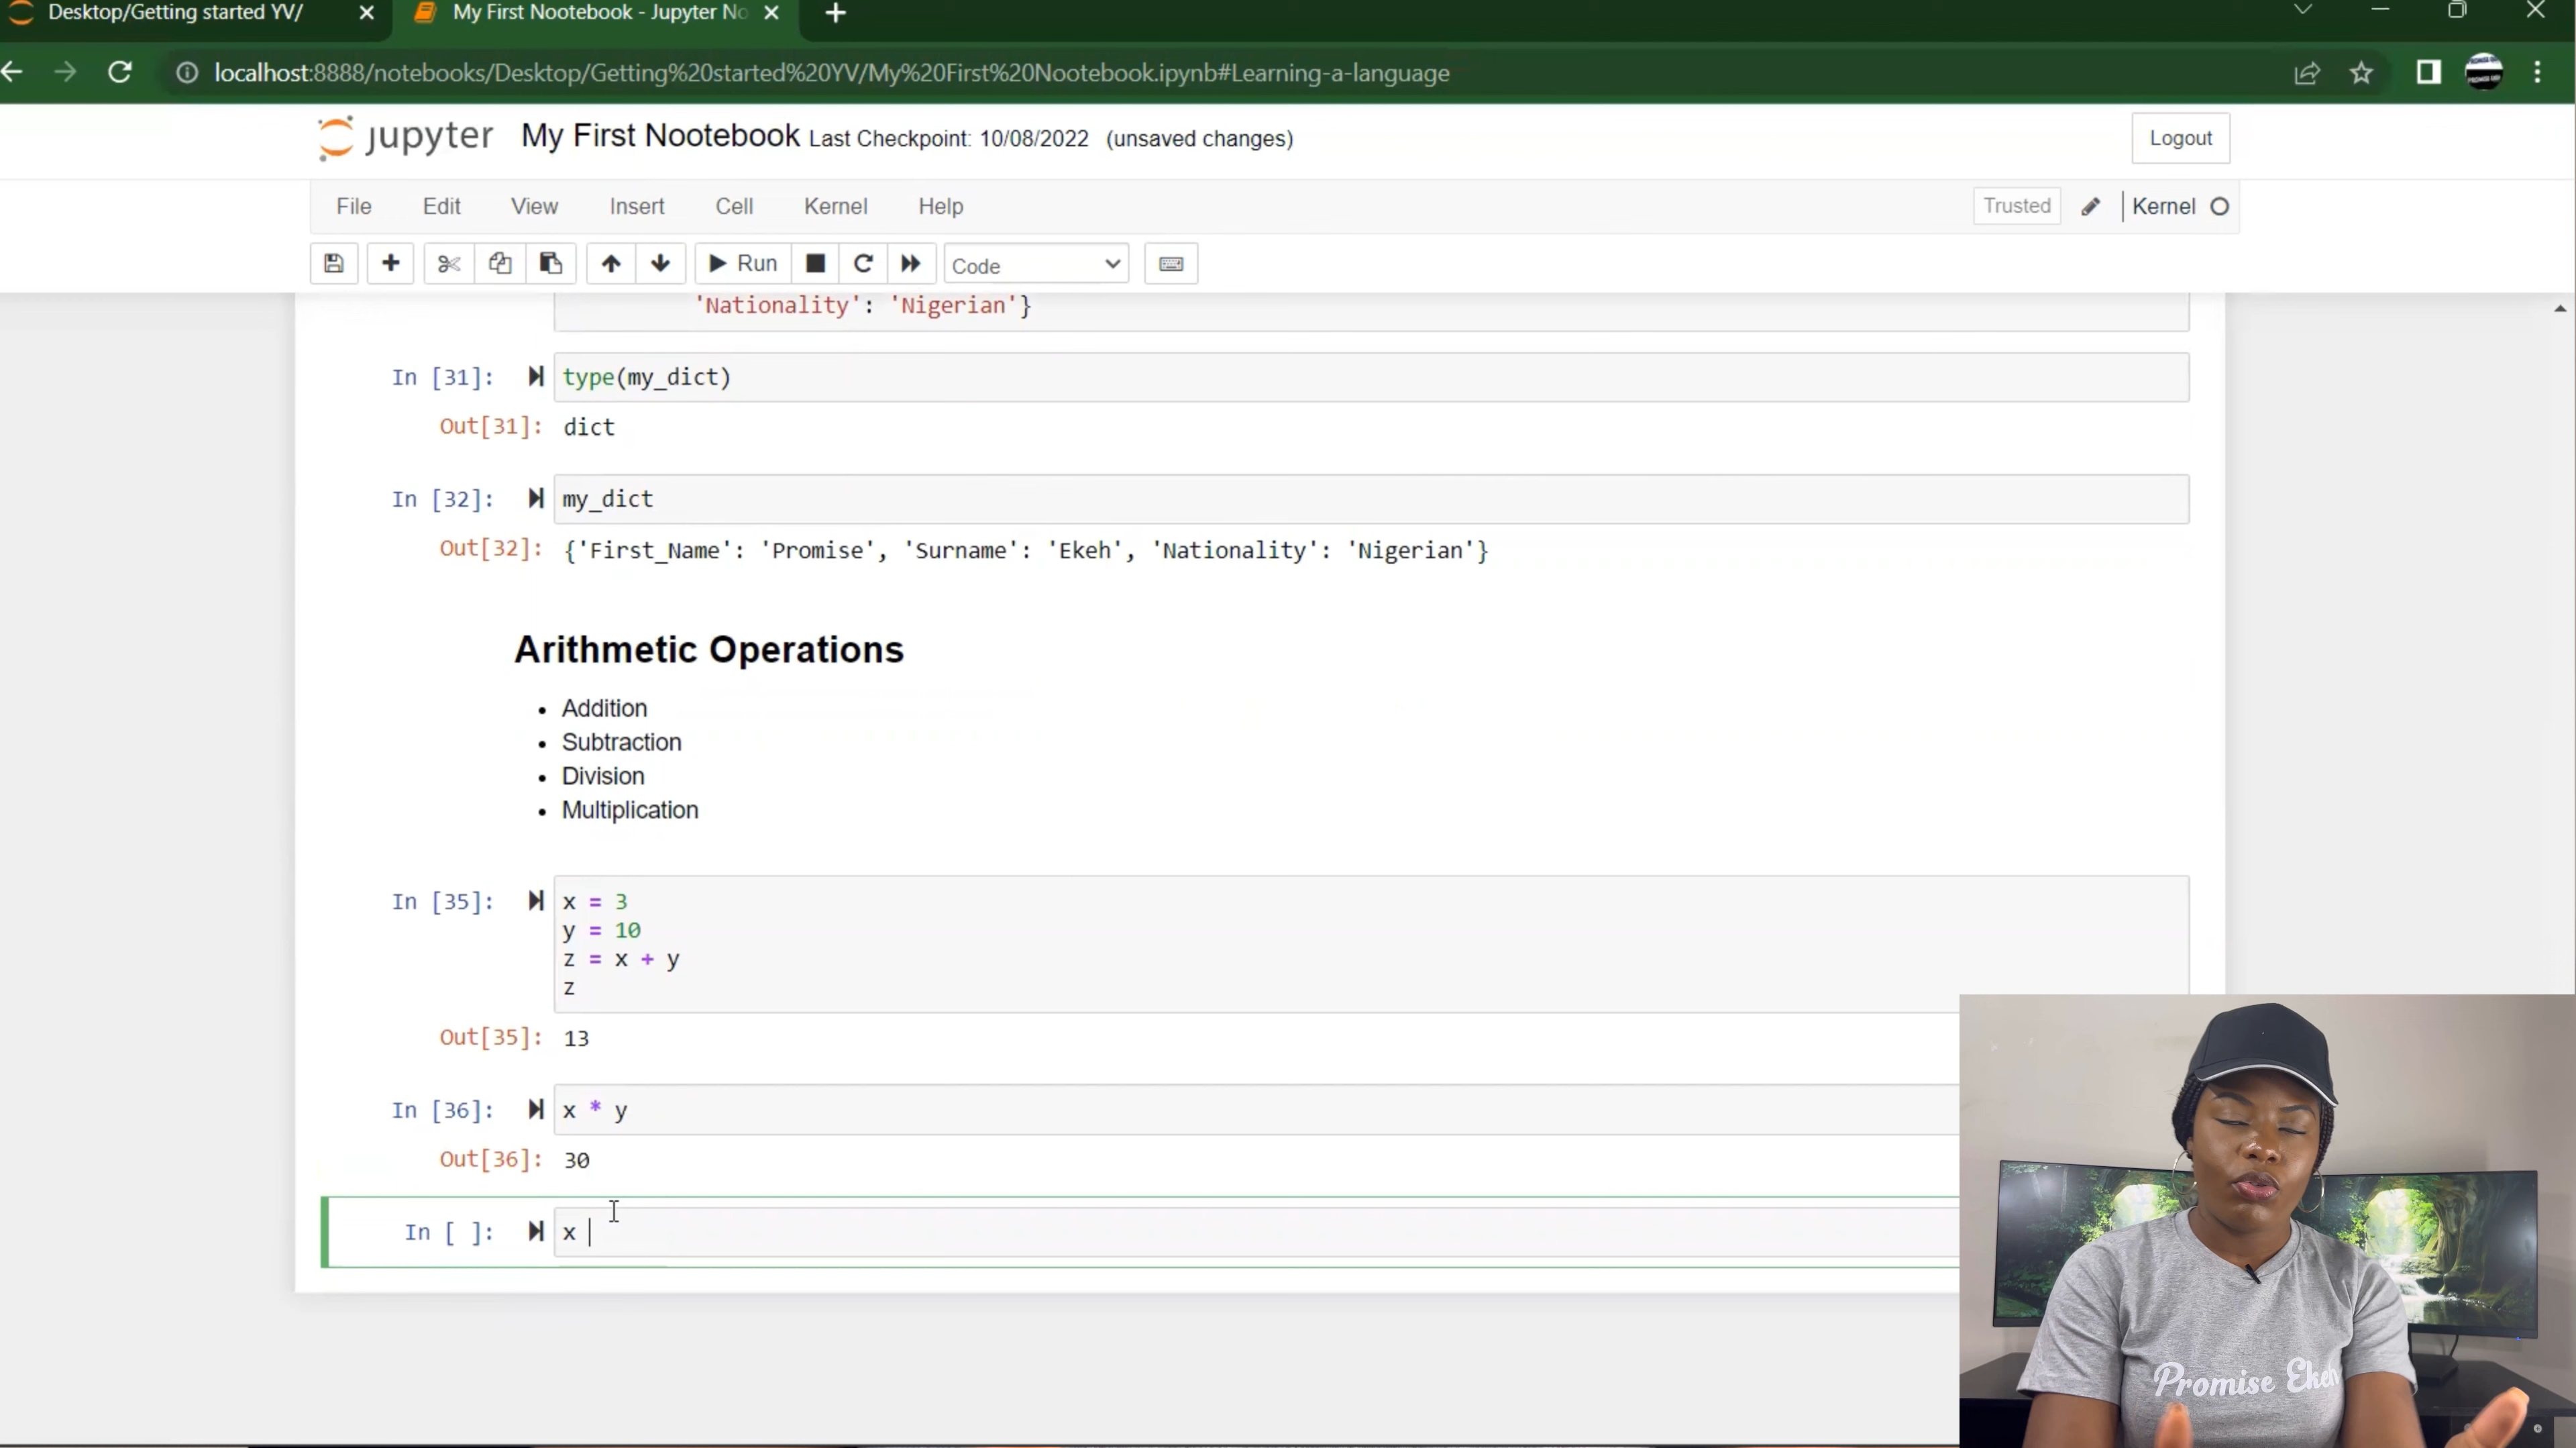 Desktop/Getting started YV/
My First Nootebook - Jupyter No
localhost:8888/notebooks/Desktop/Getting%20started%20YV/My%20First%20Nootebook.ipynb#Learning-a-language
jupyter My First Nootebook Last Checkpoint: 10/08/2022 (unsaved changes)
Logout
File Edit View Insert Cell Kernel Help
Trusted Kernel
Run Code
'Nationality': 'Nigerian'}
In [31]: type(my_dict)
Out[31]: dict
In [32]: my_dict
Out[32]: {'First_Name': 'Promise', 'Surname': 'Ekeh', 'Nationality': 'Nigerian'}
Arithmetic Operations
• Addition
• Subtraction
• Division
• Multiplication
In [35]: x = 3
y = 10
z = x + y
z
Out[35]: 13
In [36]: x * y
Out[36]: 30
In [ ]: x
Promise Ekeh